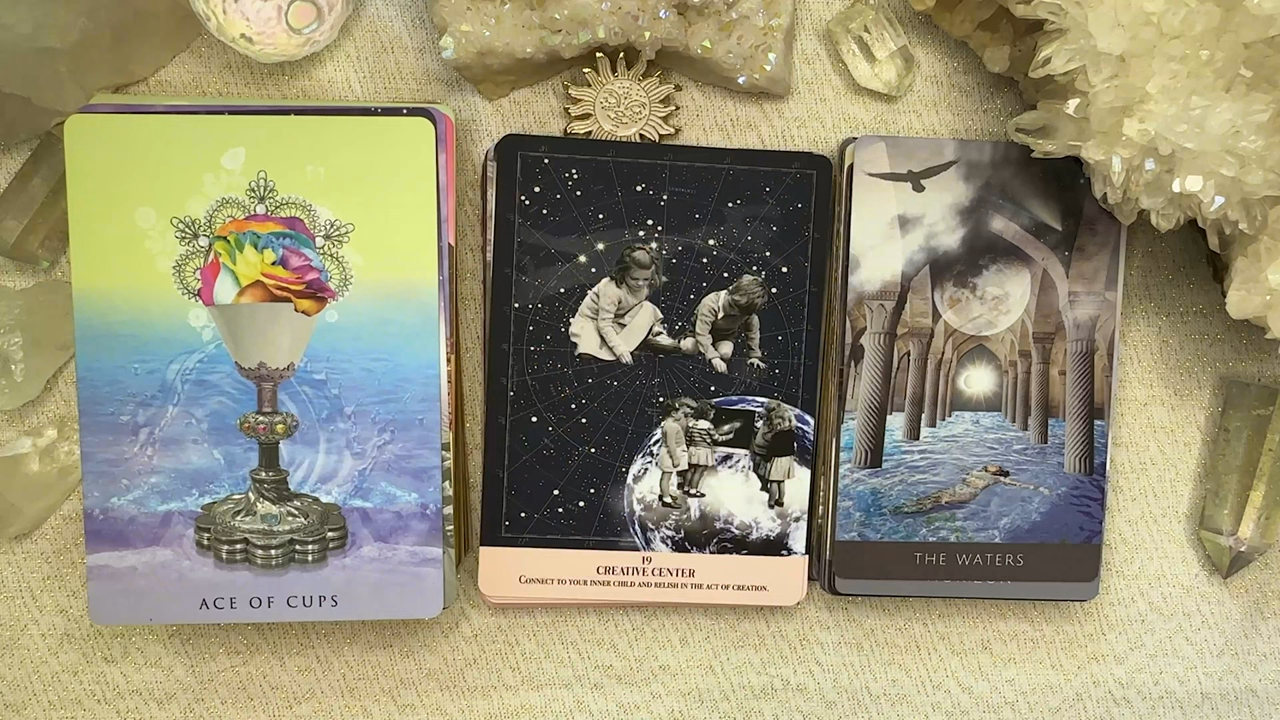 ACE OF CUPS
19
CREATIVE CENTER
CONNECT TO YOUR INNER CHILD AND RELISH IN THE ACT OF CREATION.
THE WATERS